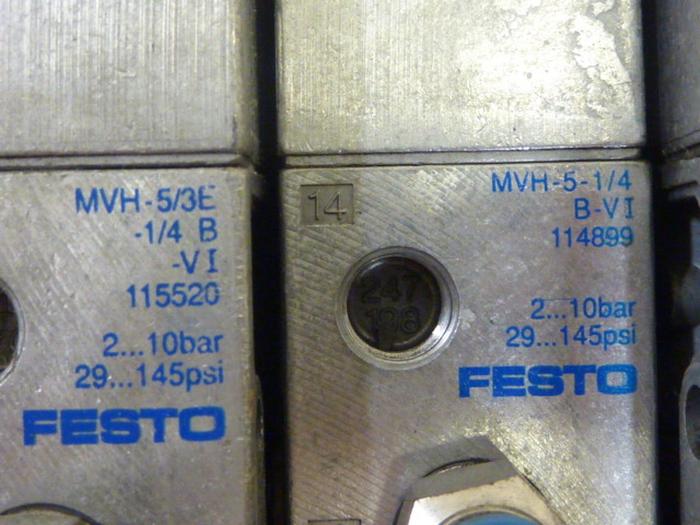 MVH-5/3E
-1/4 B
-VI
115520
2...10bar
29...145psi
FESTO
14
MVH-5-1/4
B-VI
114899
247
198
2...10bar
29...145psi
FESTO